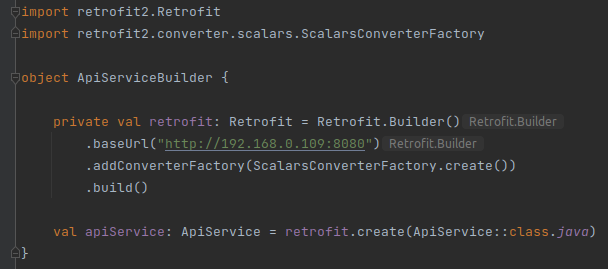 import retrofit2.Retrofit
import retrofit2.converter.scalars.ScalarsConverterFactory
object ApiServiceBuilder {
private val retrofit: Retrofit = Retrofit.Builder() Retrofit.Builder
.baseUrl("http://192.168.0.109:8080") Retrofit.Builder
.addConverterFactory(ScalarsConverterFactory.create())
.build()
val apiService: ApiService = retrofit.create(ApiService::class.java)
}